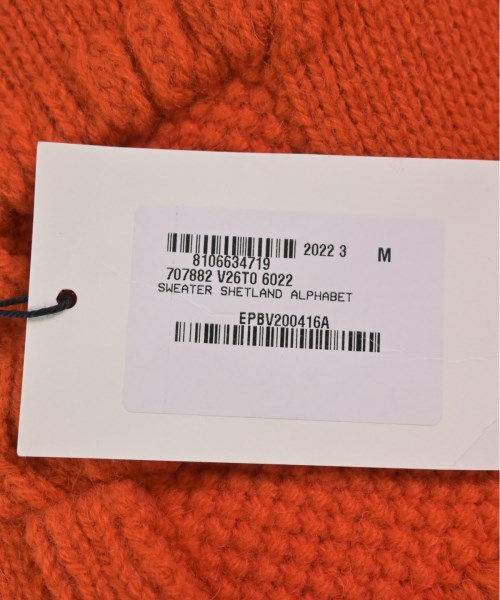 2022 3 M
8106634719
707882 V26T0 6022
SWEATER SHETLAND ALPHABET
EPBV200416A